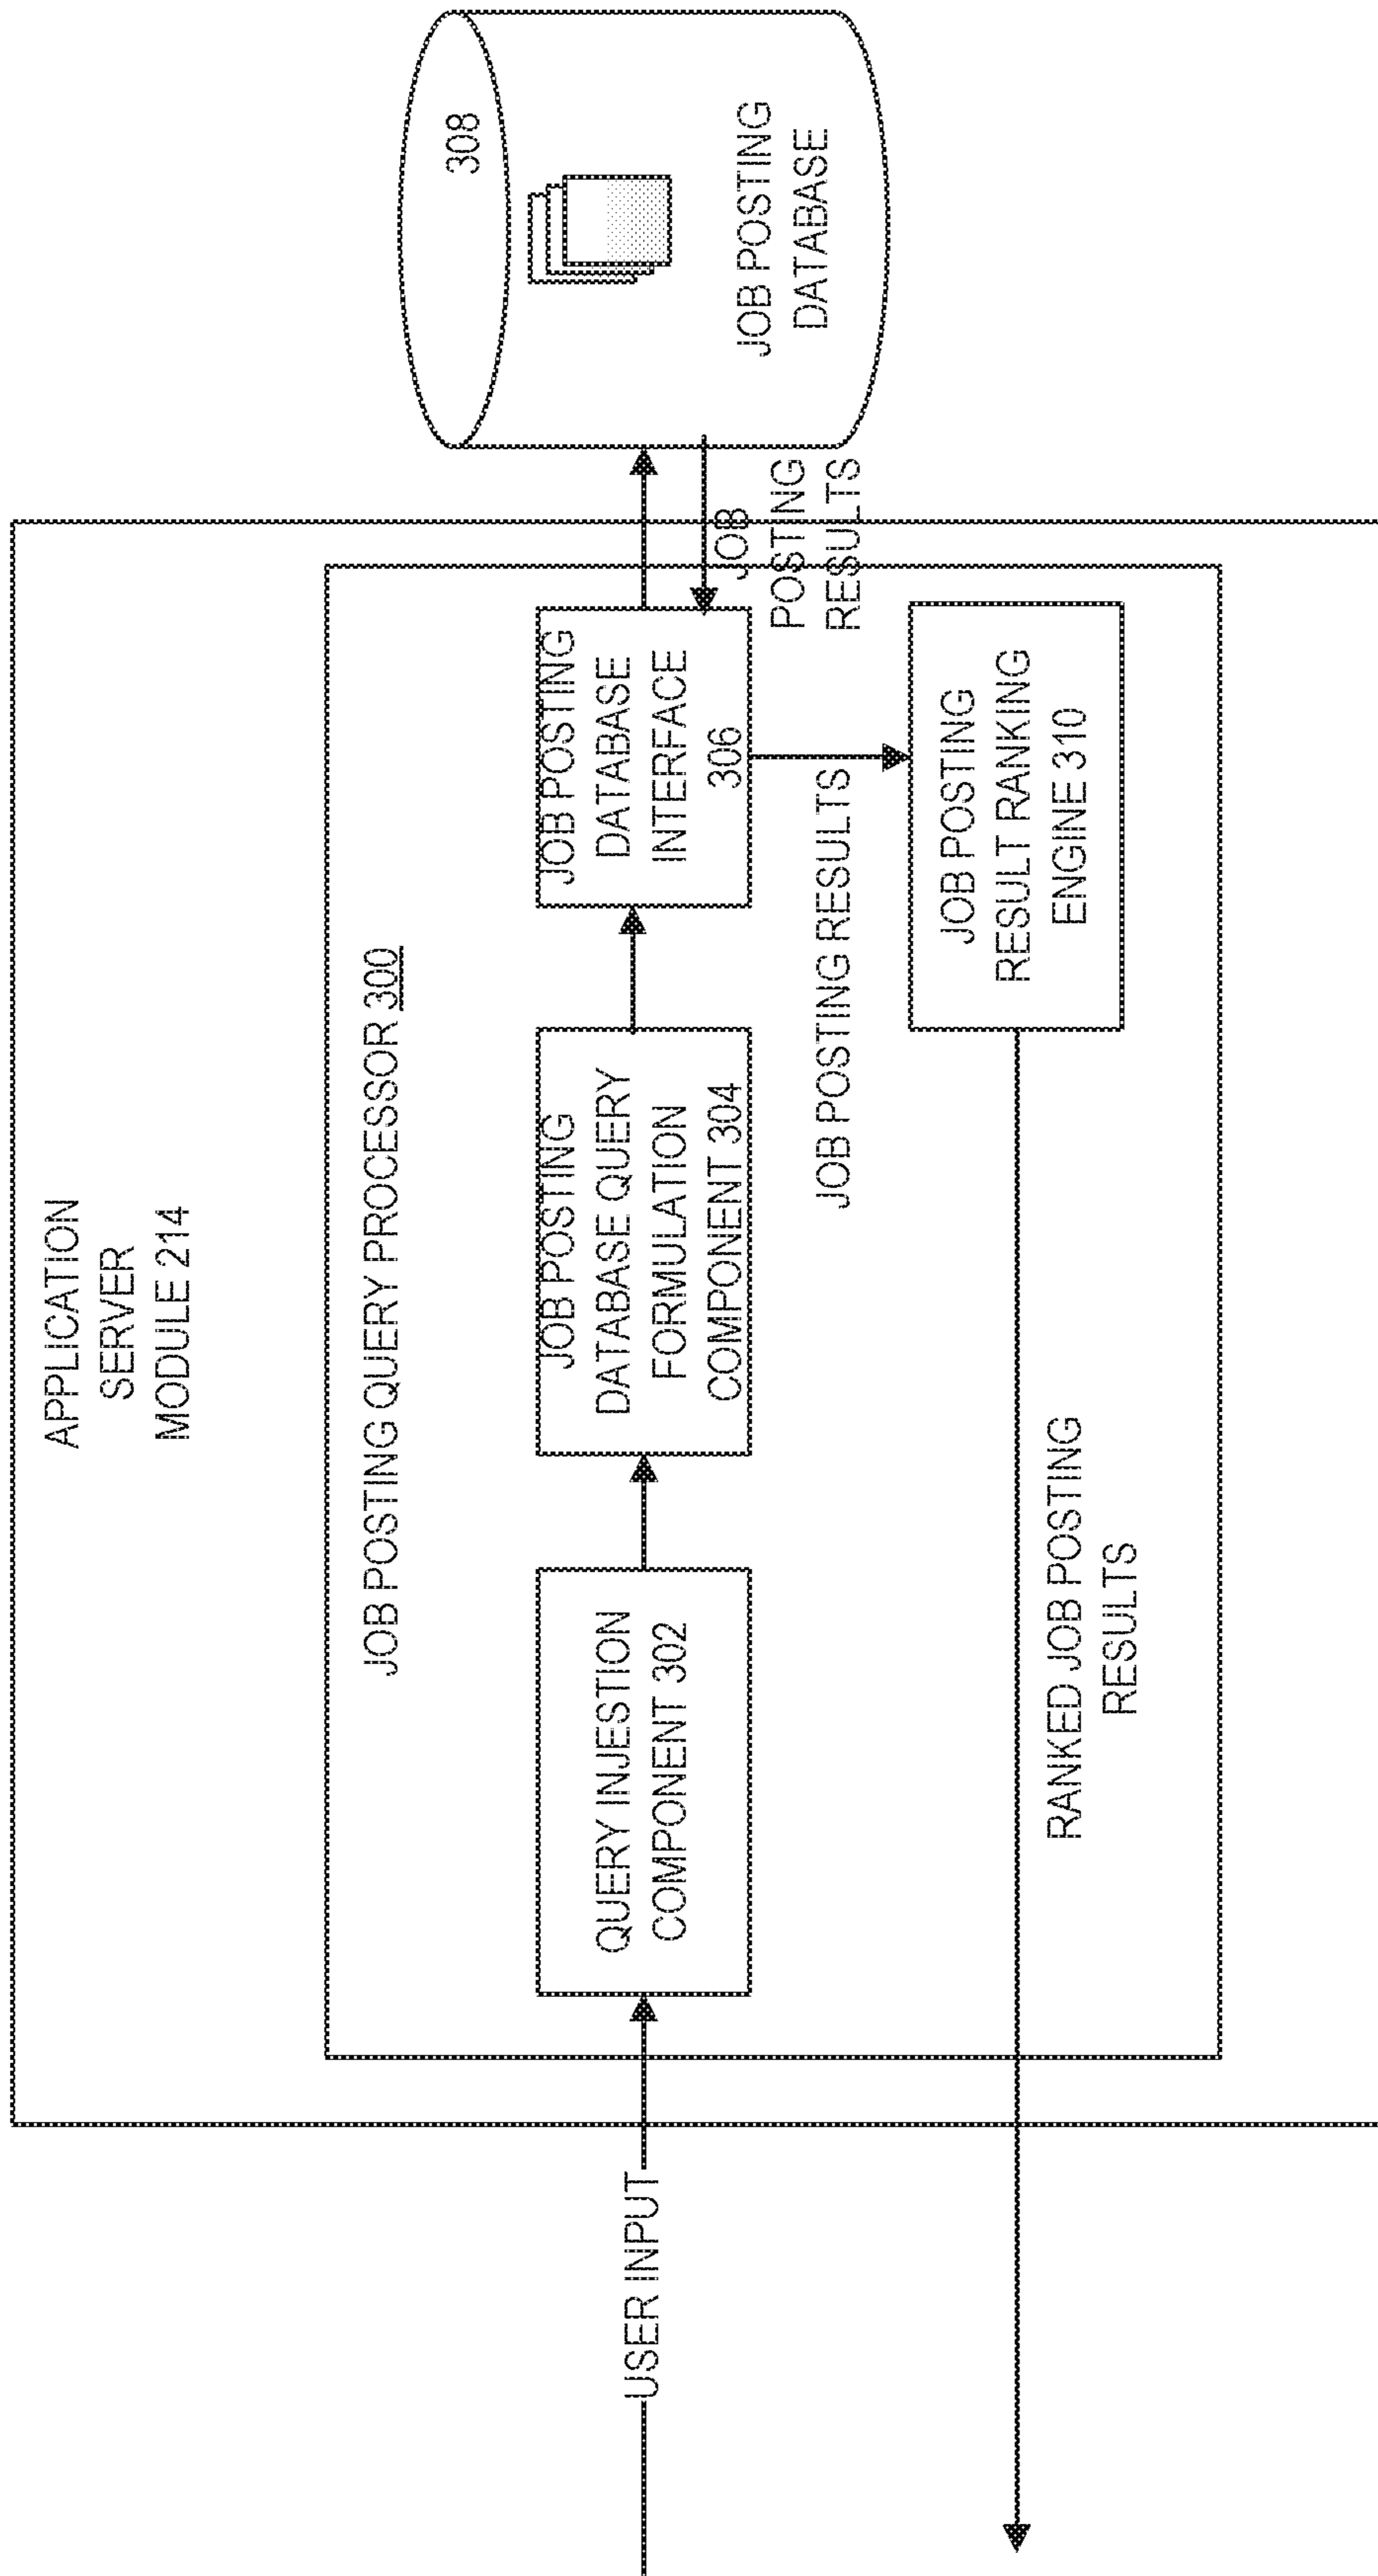 APPLICATION
SERVER
MODULE 214
JOB POSTING QUERY PROCESSOR 300
USER INPUT
QUERY INJESTION
COMPONENT 302
JOB POSTING
DATABASE QUERY
FORMULATION
COMPONENT 304
JOB POSTING
DATABASE
INTERFACE
306
308
JOB POSTING
DATABASE
JOB
POSTING
RESULTS
JOB POSTING RESULTS
JOB POSTING
RESULT RANKING
ENGINE 310
RANKED JOB POSTING
RESULTS